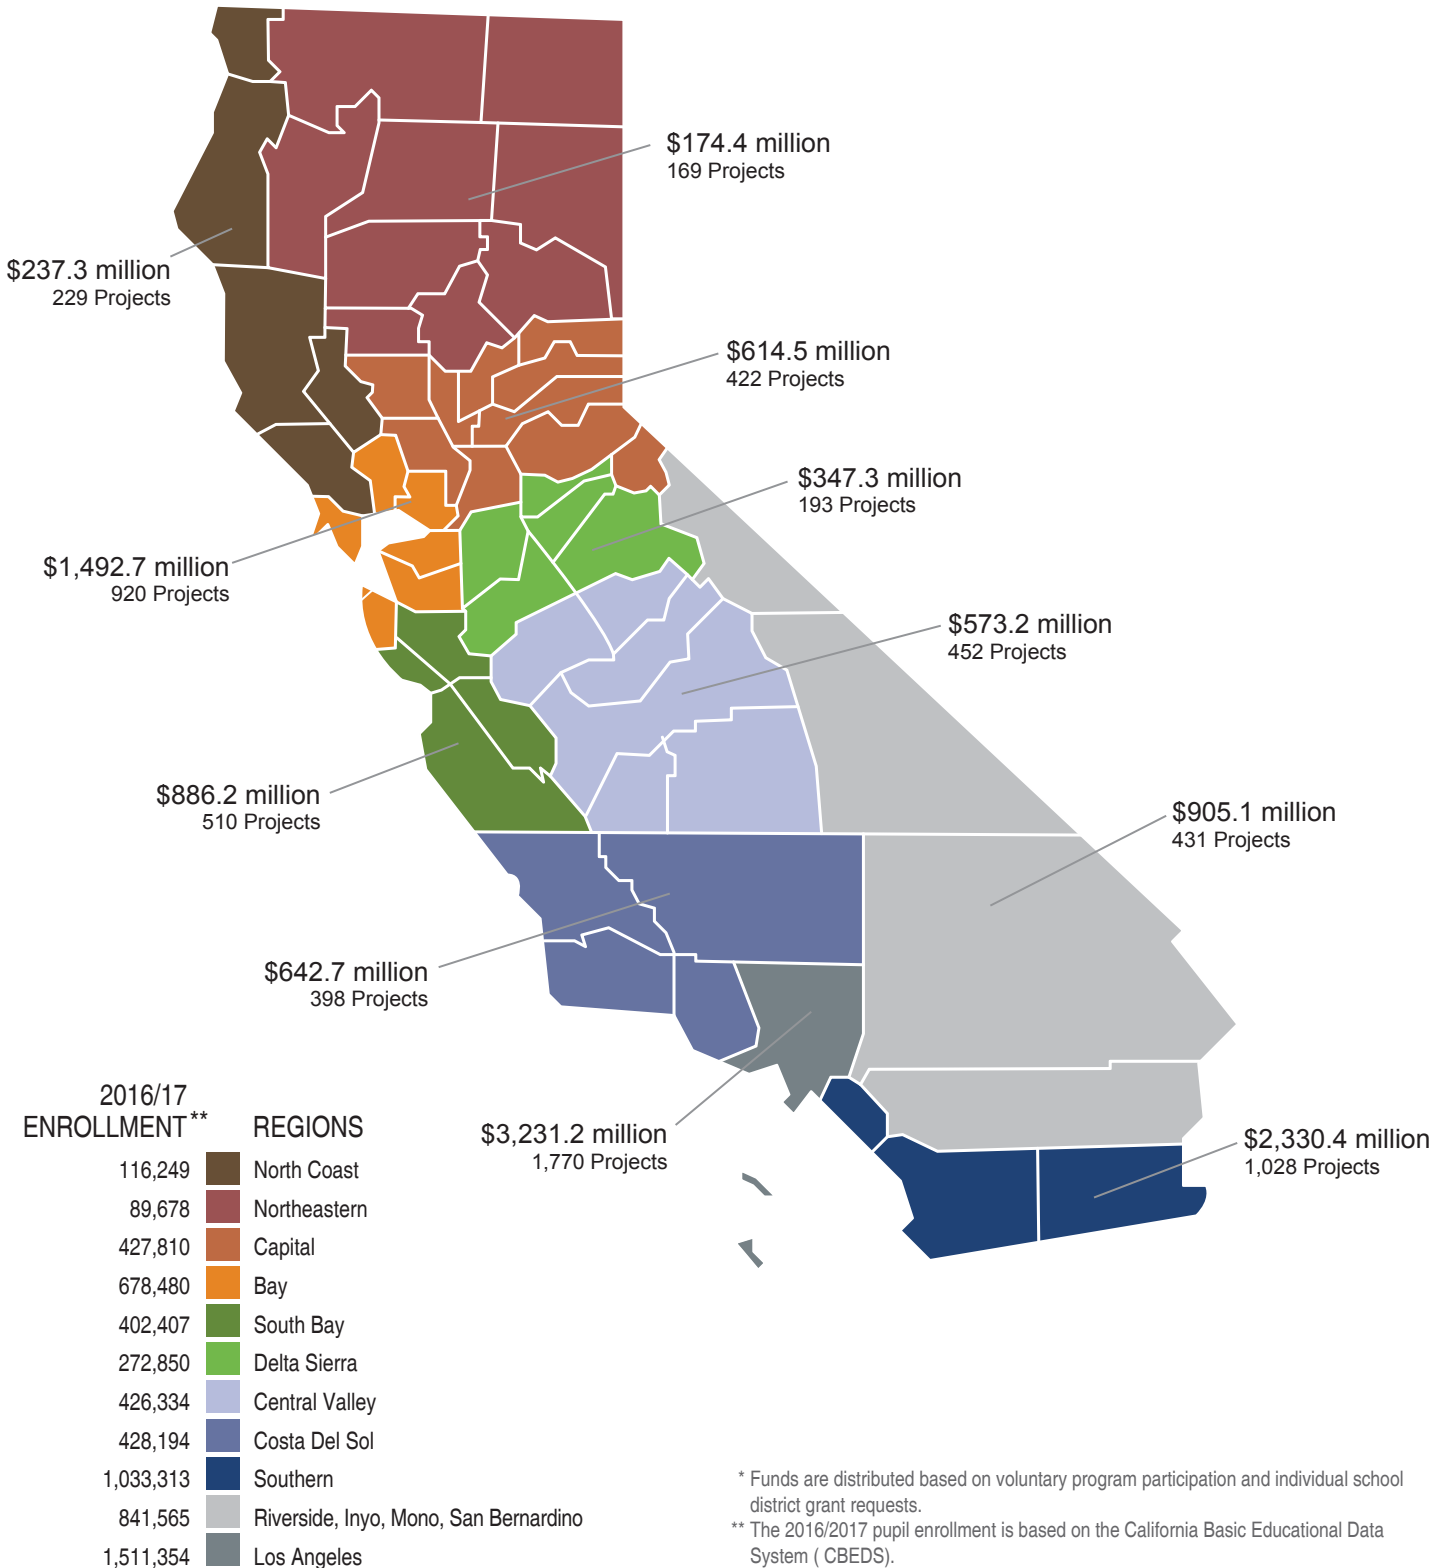 $174.4 million
169 Projects
$237.3 million
229 Projects
$614.5 million
422 Projects
$347.3 million
193 Projects
$1,492.7 million
920 Projects
$573.2 million
452 Projects
$886.2 million
510 Projects
$905.1 million
431 Projects
$642.7 million
398 Projects
$3,231.2 million
1,770 Projects
$2,330.4 million
1,028 Projects
2016/17
ENROLLMENT** REGIONS
116,249 North Coast
89,678 Northeastern
427,810 Capital
678,480 Bay
402,407 South Bay
272,850 Delta Sierra
426,334 Central Valley
428,194 Costa Del Sol
1,033,313 Southern
841,565 Riverside, Inyo, Mono, San Bernardino
1,511,354 Los Angeles
* Funds are distributed based on voluntary program participation and individual school
district grant requests.
** The 2016/2017 pupil enrollment is based on the California Basic Educational Data
System ( CBEDS).